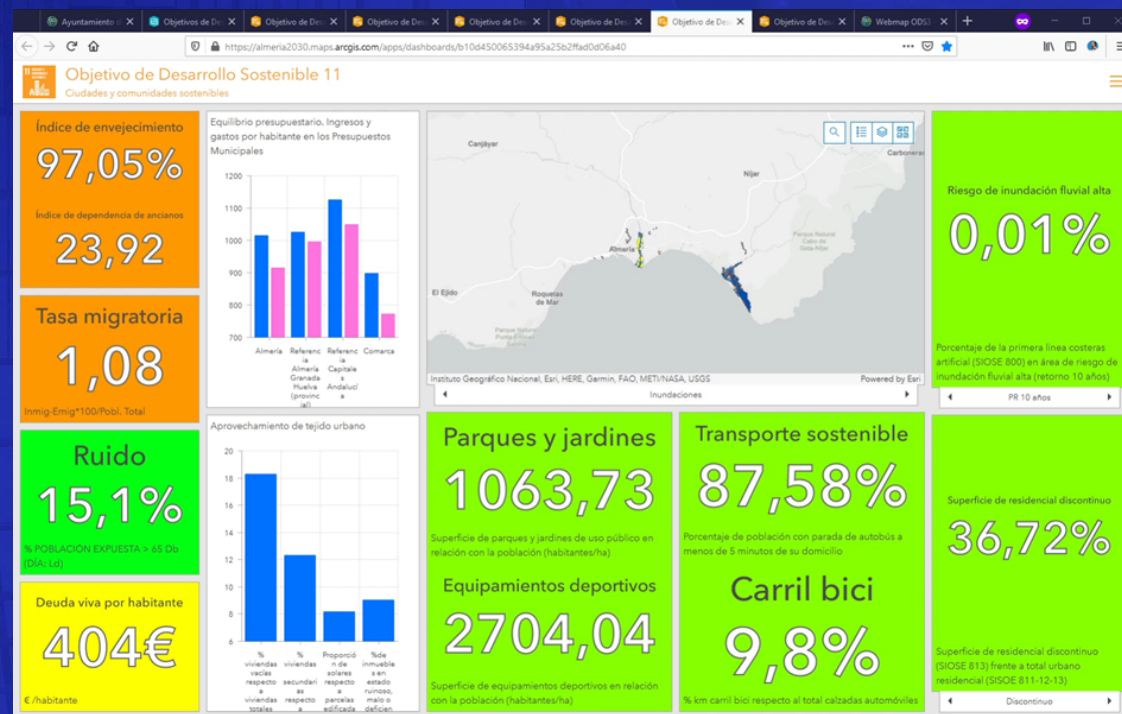 Ayuntamiento d
Objetivos de De
Objetivo de Des
Objetivo de Des
Objetivo de Des
Objetivo de Des
Objetivo de Des
Objetivo de Des
Webmap ODS3
https://almeria2030.maps.arcgis.com/apps/dashboards/b10d450065394a95a25b2ffad0d06a40
Objetivo de Desarrollo Sostenible 11
Ciudades y comunidades sostenibles
Índice de envejecimiento
97,05%
Índice de dependencia de ancianos
23,92
Tasa migratoria
1,08
Inmig-Emig*100/Pobl. Total
Ruido
15,1%
% POBLACIÓN EXPUESTA > 65 Db
(DÍA; Ld)
Deuda viva por habitante
404€
€ /habitante
Equilibrio presupuestario. Ingresos y
gastos por habitante en los Presupuestos
Municipales
1200
1100
1000
900
800
700
Almería
Referenc
ia
Almería
Granada
Huelva
(provinc
ial)
Referenc
ia
Capitale
s
Andalucí
a
Comarca
Aprovechamiento de tejido urbano
20
18
16
14
12
10
8
6
%
viviendas
vacías
respecto
a
viviendas
totales
%
viviendas
secundari
as
respecto
a
Proporció
n de
solares
respecto
a
parcelas
edificada
%de
inmueble
s en
estado
ruinoso,
malo o
deficien
Canjáyar
Carboneras
Níjar
Almería
Parque Natural
Cabo de
Gata-Níjar
El Ejido
Roquetas
de Mar
Parque Natural
Punta Entinas
Sabinar
Instituto Geográfico Nacional, Esri, HERE, Garmin, FAO, METI/NASA, USGS
Powered by Esri
Inundaciones
Parques y jardines
1063,73
Superficie de parques y jardines de uso público en
relación con la población (habitantes/ha)
Equipamientos deportivos
2704,04
Superficie de equipamientos deportivos en relación
con la población (habitantes/ha)
Transporte sostenible
87,58%
Porcentaje de población con parada de autobús a
menos de 5 minutos de su domicilio
Carril bici
9,8%
% km carril bici respecto al total calzadas automóviles
Riesgo de inundación fluvial alta
0,01%
Porcentaje de la primera línea costeras
artificial (SIOSE 800) en área de riesgo de
inundación fluvial alta (retorno 10 años)
PR 10 años
Superficie de residencial discontinuo
36,72%
Superficie de residencial discontinuo
(SIOSE 813) frente a total urbano
residencial (SISOE 811-12-13)
Discontinuo